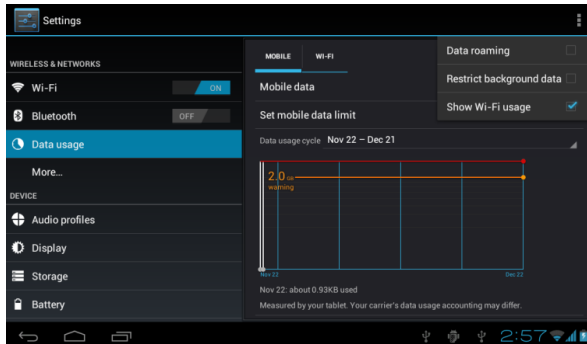 Settings
WIRELESS & NETWORKS
Wi-Fi
ON
Bluetooth
OFF
Data usage
More...
DEVICE
Audio profiles
Display
Storage
Battery
MOBILE WI-FI
Mobile data
Set mobile data limit
Data usage cycle Nov 22 – Dec 21
2.0 GB
warning
Nov 22 Dec 22
Nov 22: about 0.93KB used
Measured by your tablet. Your carrier's data usage accounting may differ.
Data roaming
Restrict background data
Show Wi-Fi usage
2:57